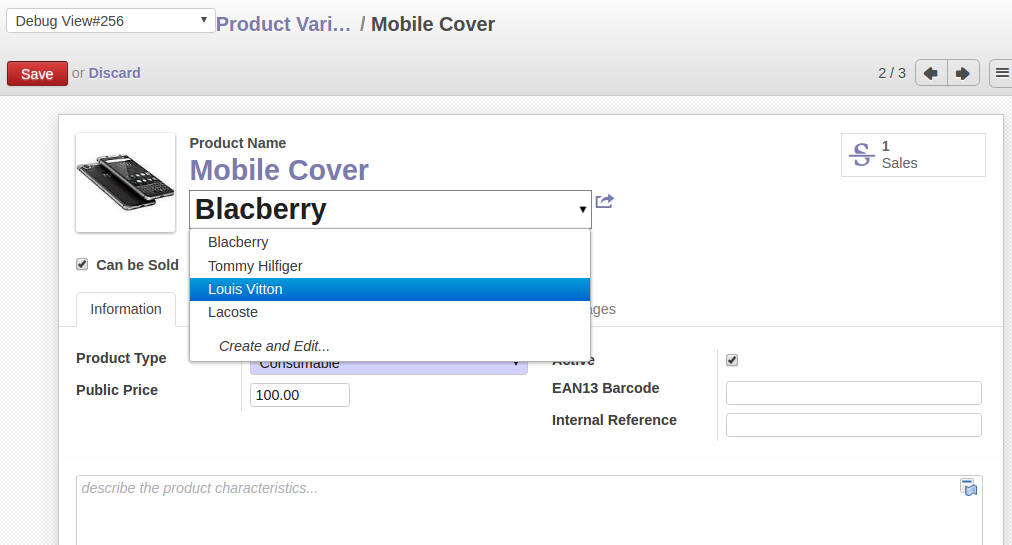 Debug View#256
Product Vari... / Mobile Cover
Save or Discard
2 / 3
Product Name
Mobile Cover
1
Sales
Blacberry
Blacberry
Tommy Hilfiger
Louis Vitton
Lacoste
Create and Edit...
Can be Sold
Information
ages
Product Type
Consumable
Active
Public Price
100.00
EAN13 Barcode
Internal Reference
describe the product characteristics...